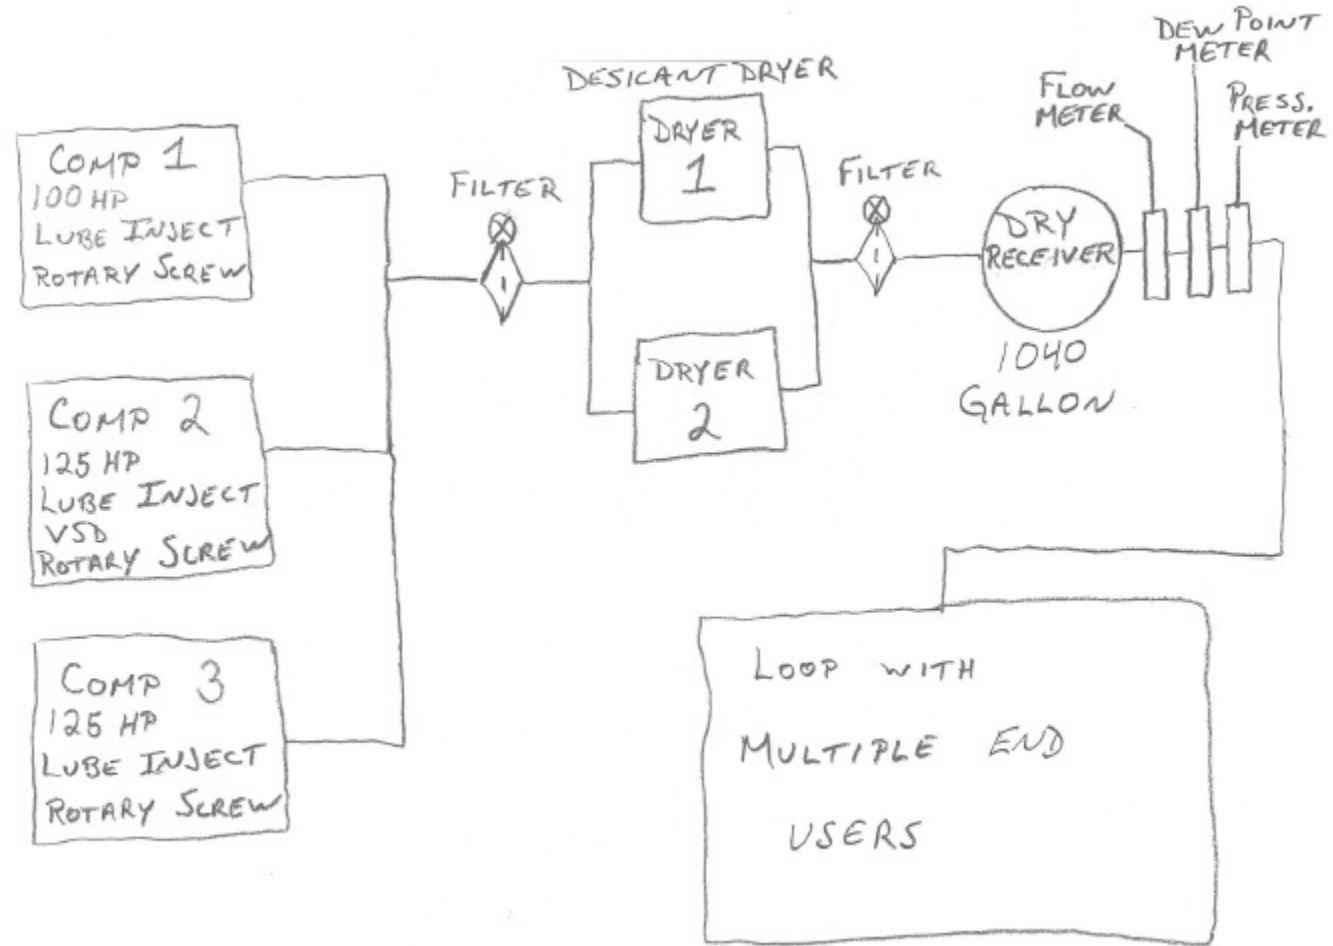 COMP 1
100 HP
LUBE INJECT
ROTARY SCREW
COMP 2
125 HP
LUBE INJECT
VSD
ROTARY SCREW
COMP 3
125 HP
LUBE INJECT
ROTARY SCREW
FILTER
DESICANT DRYER
DRYER
1
DRYER
2
FILTER
DRY
RECEIVER
1040
GALLON
FLOW
METER
DEW POINT
METER
PRESS.
METER
LOOP WITH
MULTIPLE END
USERS